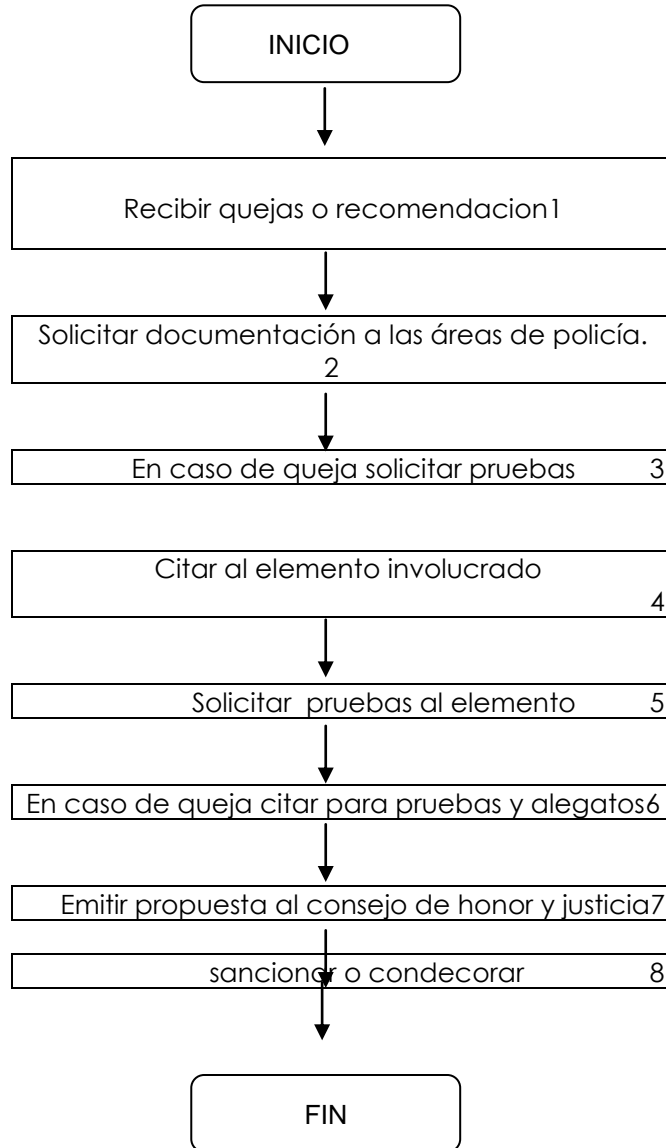 INICIO
Recibir quejas o recomendacion1
Solicitar documentación a las áreas de policía.
2
En caso de queja solicitar pruebas 3
Citar al elemento involucrado
4
Solicitar pruebas al elemento 5
En caso de queja citar para pruebas y alegatos6
Emitir propuesta al consejo de honor y justicia7
sancionar o condecorar 8
FIN